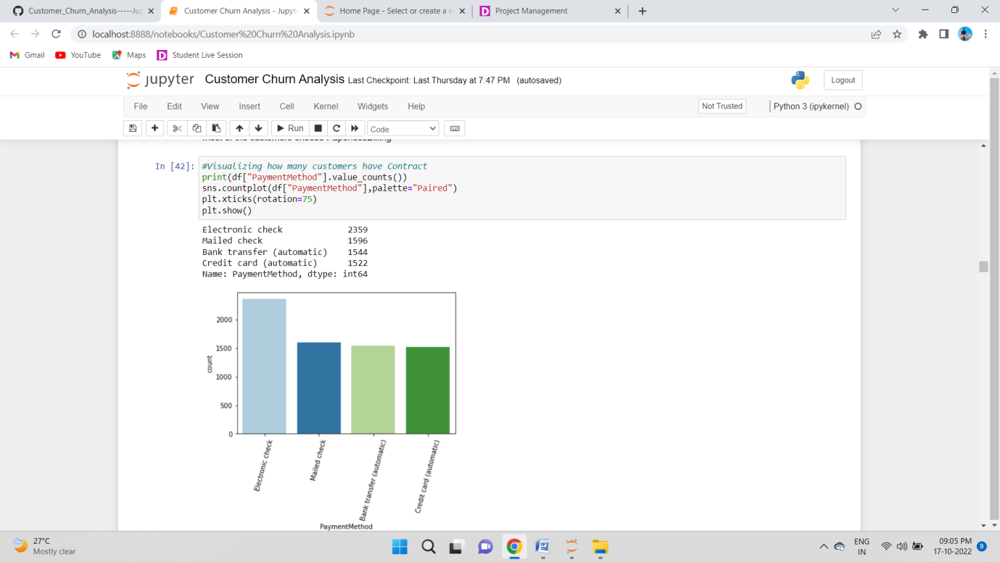 Customer_Churn_Analysis-----Ju
Customer Churn Analysis - Jupyt
Home Page - Select or create a n
D Project Management
localhost:8888/notebooks/Customer%20Churn%20Analysis.ipynb
Gmail YouTube Maps D Student Live Session
jupyter Customer Churn Analysis Last Checkpoint: Last Thursday at 7:47 PM (autosaved)
Logout
File Edit View Insert Cell Kernel Widgets Help
Not Trusted Python 3 (ipykernel)
Run Code
In [42]: #Visualizing how many customers have Contract
print(df["PaymentMethod"].value_counts())
sns.countplot(df["PaymentMethod"],palette="Paired")
plt.xticks(rotation=75)
plt.show()
Electronic check 2359
Mailed check 1596
Bank transfer (automatic) 1544
Credit card (automatic) 1522
Name: PaymentMethod, dtype: int64
2000
1500
1000
500
0
count
Electronic check
Mailed check
Bank transfer (automatic)
Credit card (automatic)
PaymentMethod
27°C
Mostly clear
ENG
IN
09:05 PM
17-10-2022
9